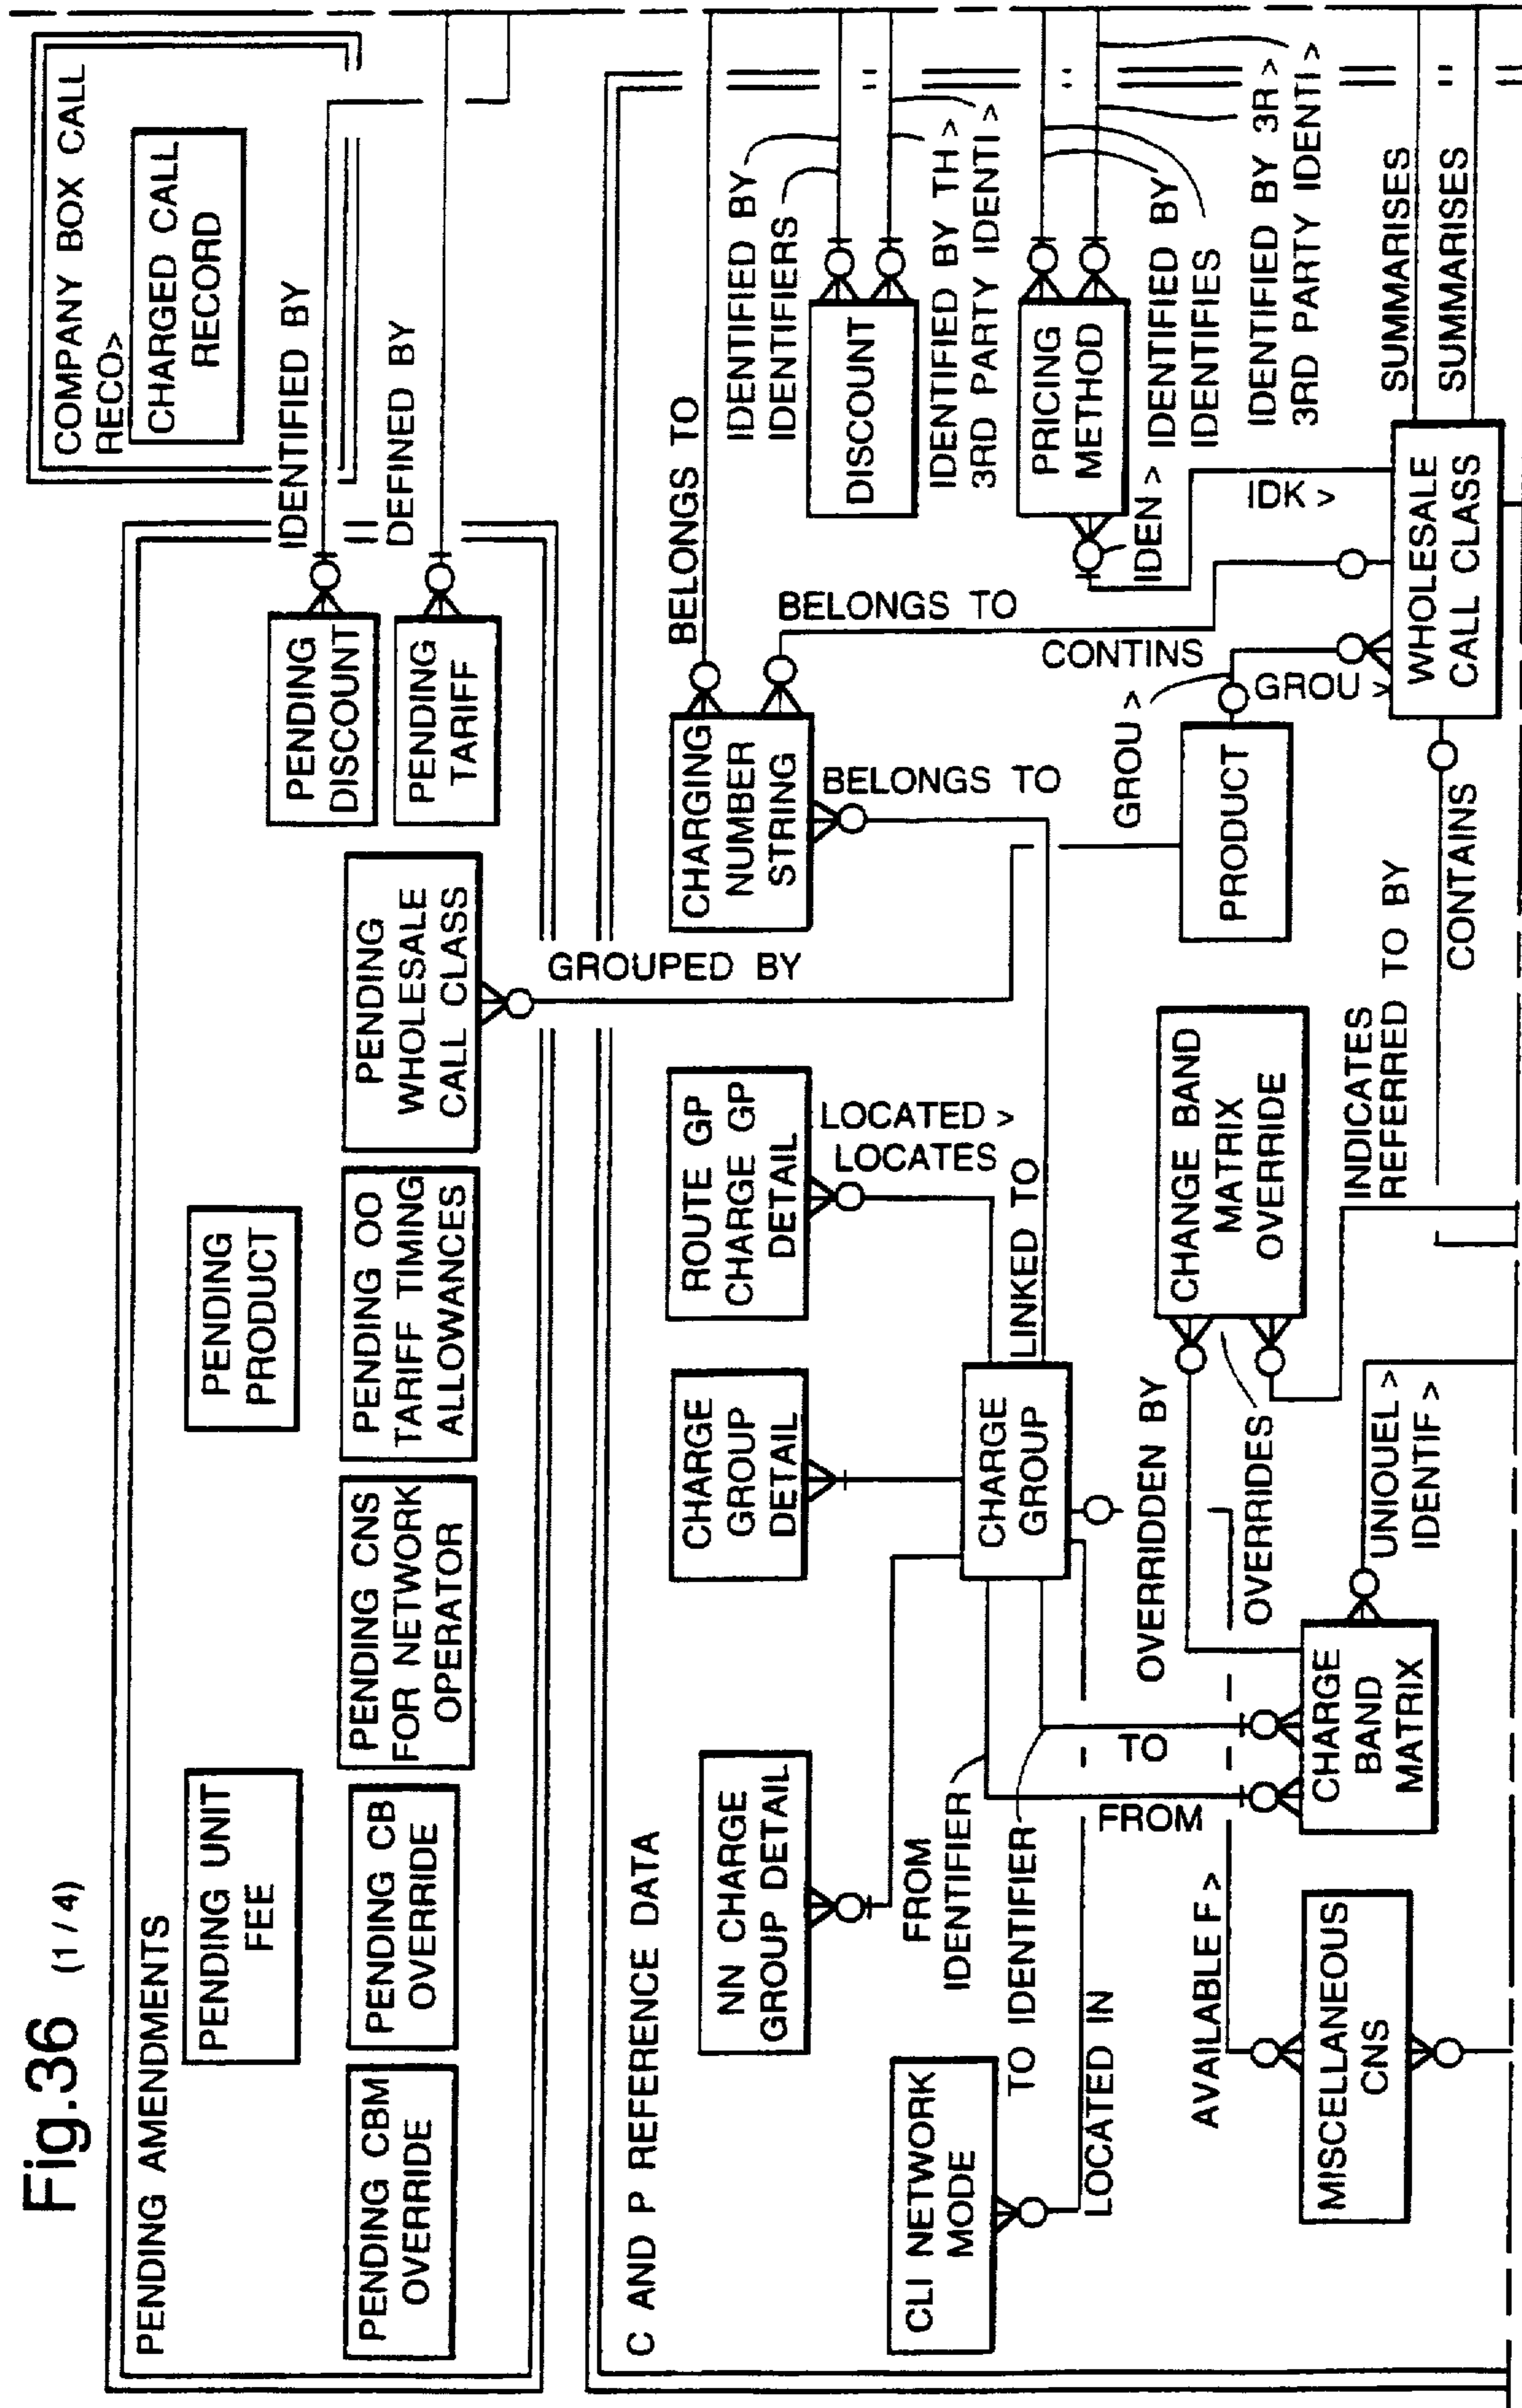 Fig.36 (1/4)
PENDING AMENDMENTS
PENDING UNIT
FEE
PENDING
PRODUCT
PENDING CBM
OVERRIDE
PENDING CB
OVERRIDE
PENDING CNS
FOR NETWORK
OPERATOR
PENDING OO
TARIFF TIMING
ALLOWANCES
PENDING
WHOLESALE
CALL CLASS
PENDING
DISCOUNT
PENDING
TARIFF
IDENTIFIED BY
DEFINED BY
COMPANY BOX CALL
RECO>
CHARGED CALL
RECORD
GROUPED BY
C AND P REFERENCE DATA
NN CHARGE
GROUP DETAIL
CHARGE
GROUP
DETAIL
ROUTE GP
CHARGE GP
DETAIL
LOCATED >
LOCATES
CHARGING
NUMBER
STRING
BELONGS TO
BELONGS TO
BELONGS TO
CONTINS
IDENTIFIED BY
IDENTIFIERS
DISCOUNT
IDENTIFIED BY TH >
3RD PARTY IDENTI >
PRICING
METHOD
IDEN >
IDENTIFIED BY
IDENTIFIES
IDENTIFIED BY 3R >
3RD PARTY IDENTI >
IDK >
SUMMARISES
SUMMARISES
WHOLESALE
CALL CLASS
GROU >
GROU >
PRODUCT
CONTAINS
CLI NETWORK
MODE
FROM
IDENTIFIER
TO IDENTIFIER
LOCATED IN
CHARGE
GROUP
LINKED TO
TO
FROM
OVERRIDDEN BY
OVERRIDES
CHANGE BAND
MATRIX
OVERRIDE
INDICATES
REFERRED TO BY
AVAILABLE F >
MISCELLANEOUS
CNS
CHARGE
BAND
MATRIX
UNIOUEL >
IDENTIF >